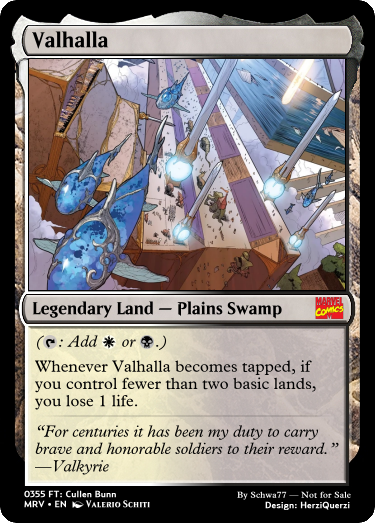 Valhalla
Legendary Land — Plains Swamp
MARVEL
COMICS
(: Add or .)
Whenever Valhalla becomes tapped, if
you control fewer than two basic lands,
you lose 1 life.
“For centuries it has been my duty to carry
brave and honorable soldiers to their reward.”
—Valkyrie
0355 FT: Cullen Bunn
MRV • EN Valerio Schiti
By Schwa77 — Not for Sale
Design: HerziQuerzi